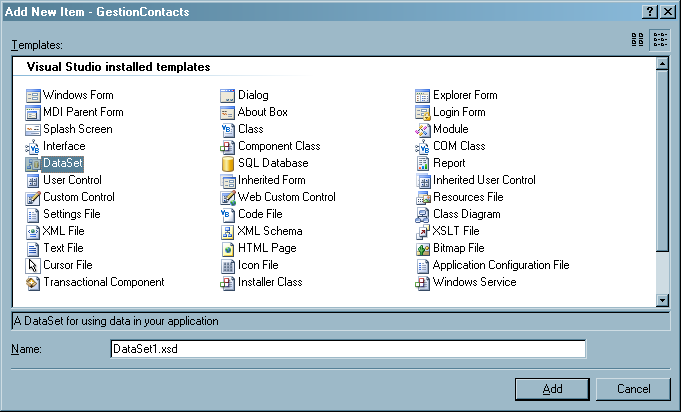 Add New Item - GestionContacts
Templates:
Visual Studio installed templates
Windows Form Dialog Explorer Form
MDI Parent Form About Box Login Form
Splash Screen Class Module
Interface Component Class COM Class
DataSet SQL Database Report
User Control Inherited Form Inherited User Control
Custom Control Web Custom Control Resources File
Settings File Code File Class Diagram
XML File XML Schema XSLT File
Text File HTML Page Bitmap File
Cursor File Icon File Application Configuration File
Transactional Component Installer Class Windows Service
A DataSet for using data in your application
Name: DataSet1.xsd
Add Cancel